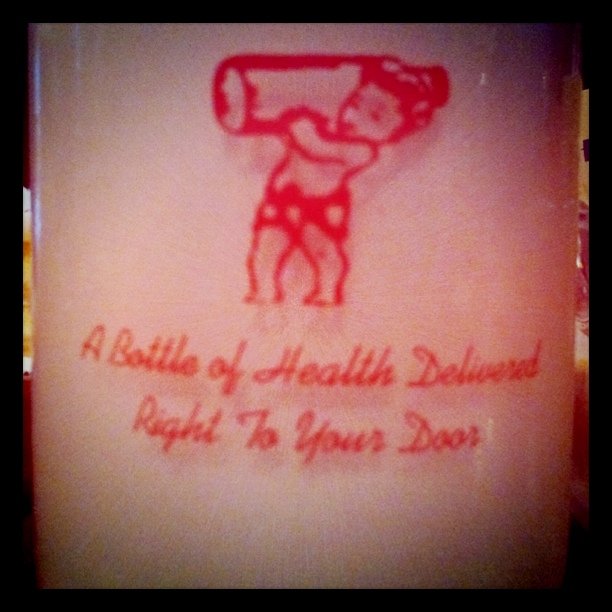 A Bottle of Health Delivered
Right To Your Door